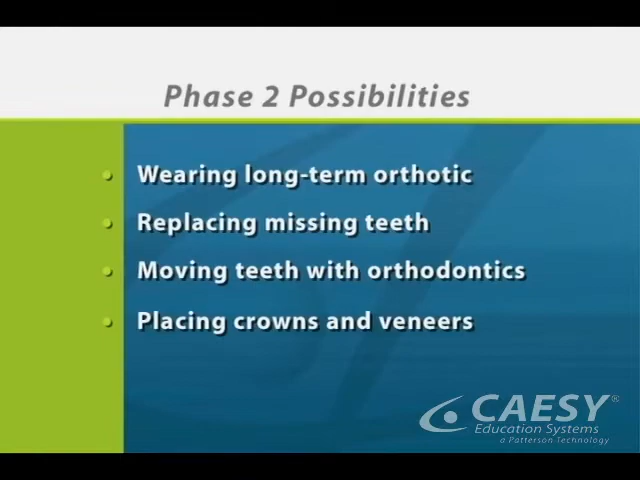 Phase 2 Possibilities
• Wearing long-term orthotic
• Replacing missing teeth
• Moving teeth with orthodontics
• Placing crowns and veneers
CAESY®
Education Systems
a Patterson Technology